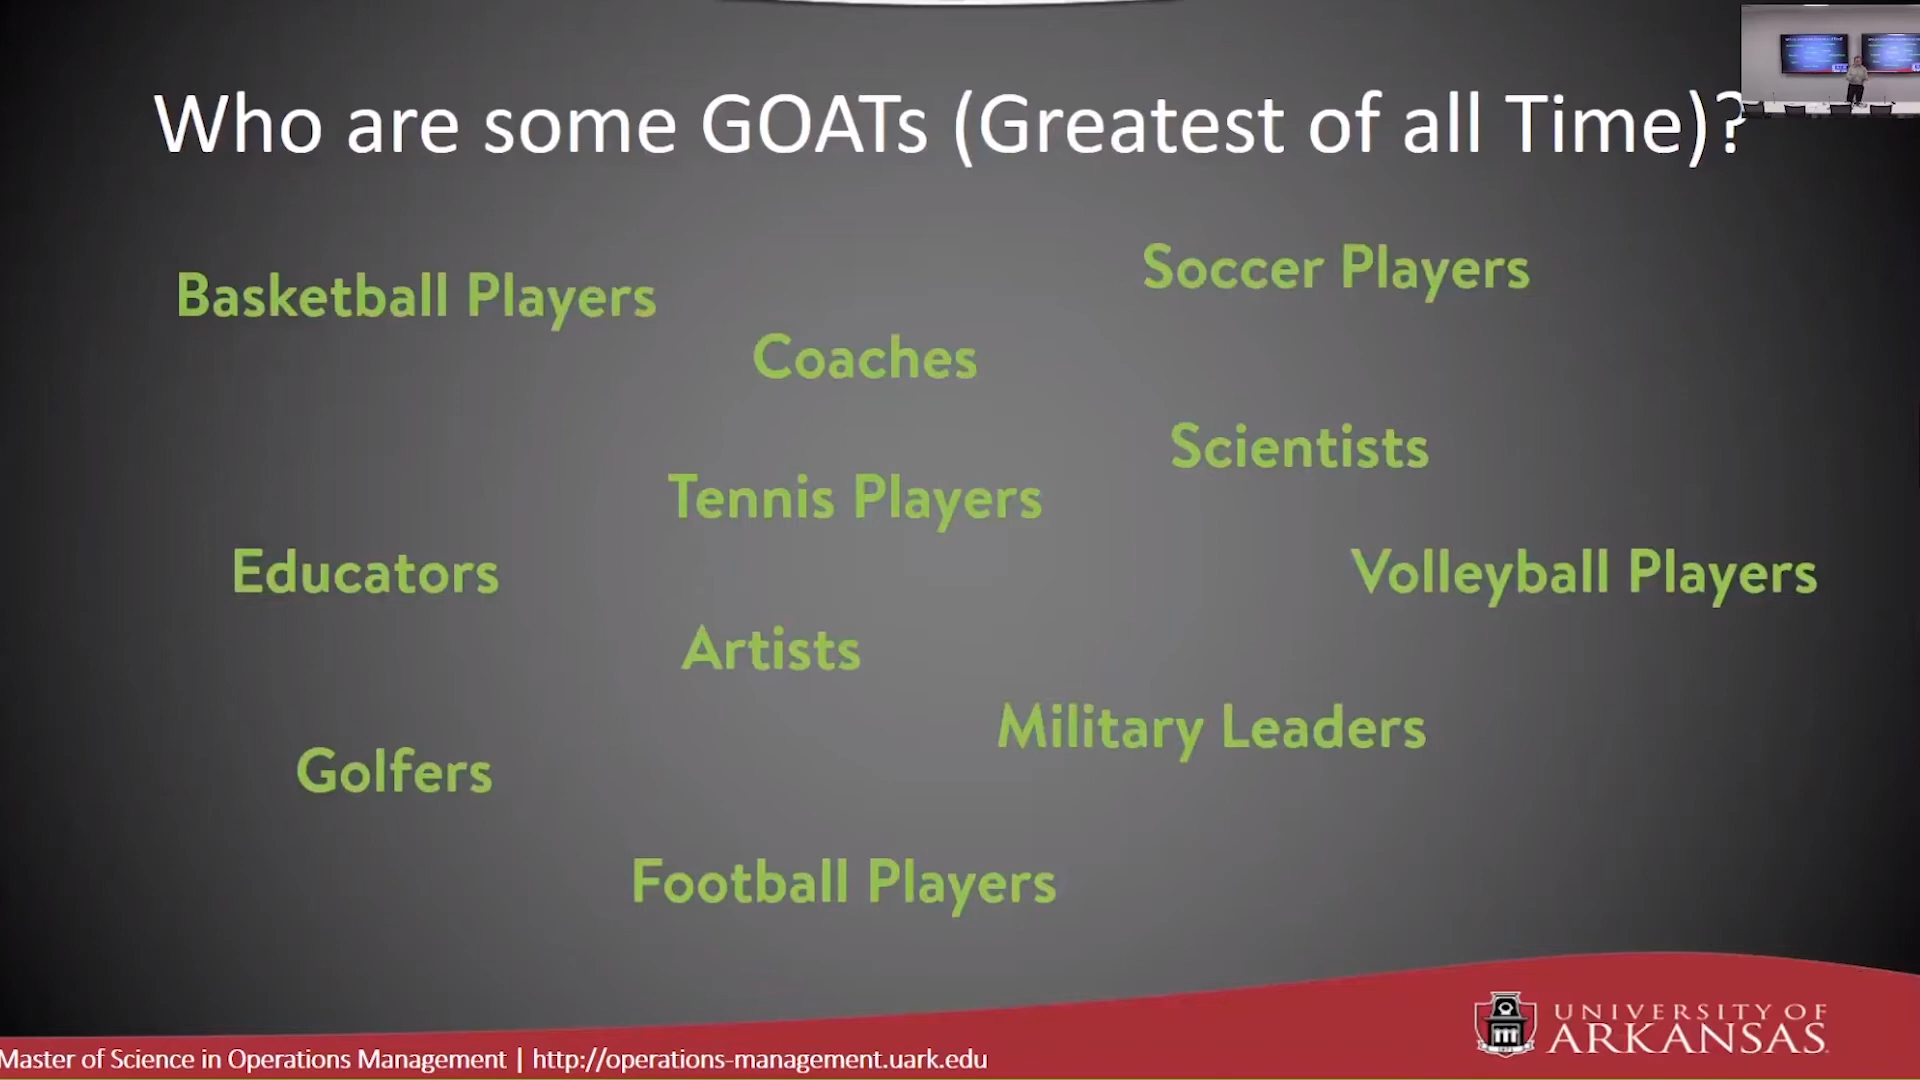 Who are some GOATs (Greatest of all Time)?
Soccer Players
Basketball Players
Coaches
Scientists
Tennis Players
Educators
Volleyball Players
Artists
Military Leaders
Golfers
Football Players
UNIVERSITY OF
ARKANSAS
Master of Science in Operations Management | http://operations-management.uark.edu